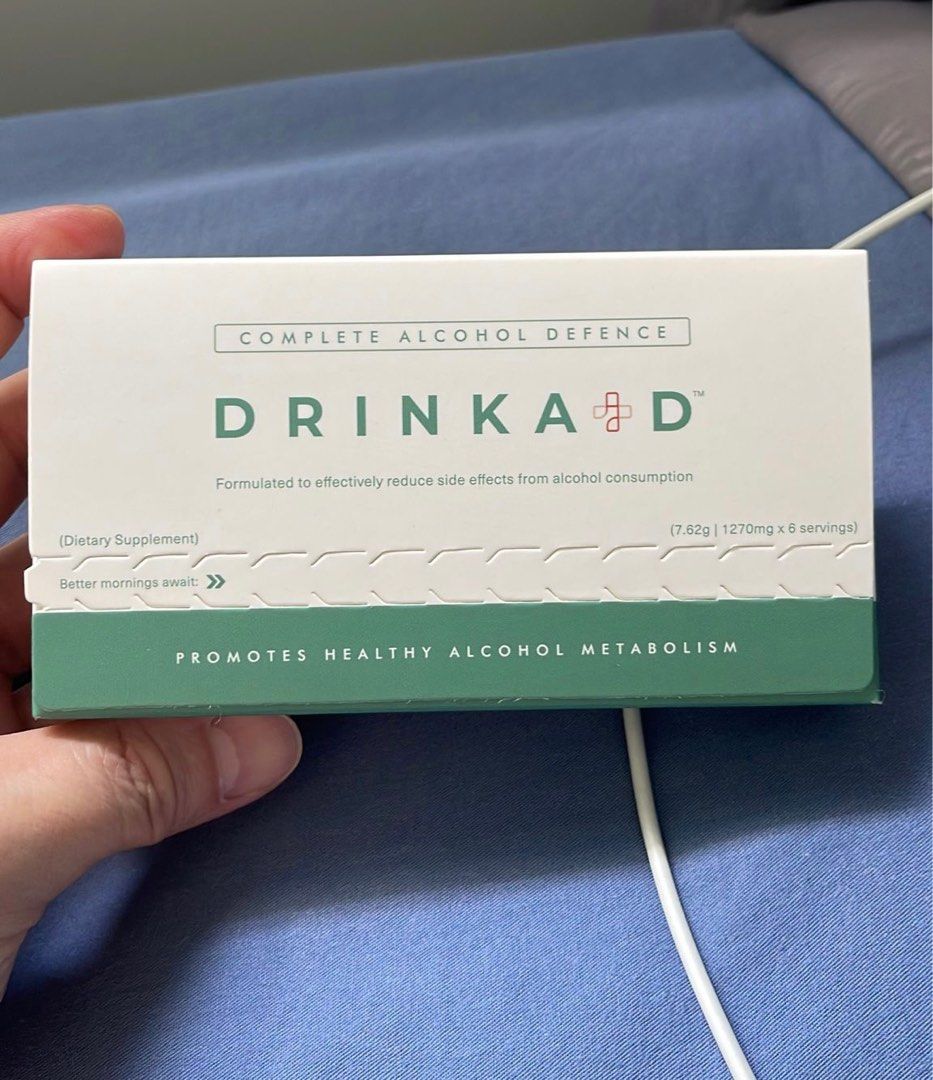 COMPLETE ALCOHOL DEFENCE
DRINKAID™
Formulated to effectively reduce side effects from alcohol consumption
(Dietary Supplement)
(7.62g | 1270mg x 6 servings)
Better mornings await: »
PROMOTES HEALTHY ALCOHOL METABOLISM